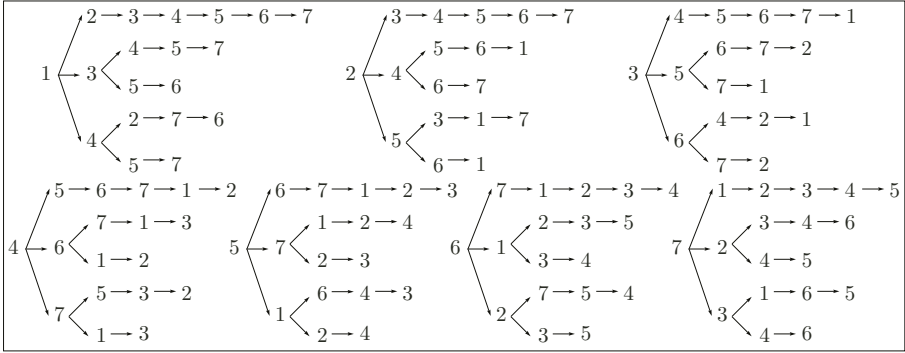 2 → 3 → 4 → 5 → 6 → 7 3 → 4 → 5 → 6 → 7 4 → 5 → 6 → 7 → 1
4 → 5 → 7 5 → 6 → 1 6 → 7 → 2
1 → 3 2 → 4 3 → 5
5 → 6 6 → 7 7 → 1
2 → 7 → 6 3 → 1 → 7 4 → 2 → 1
4 5 6
5 → 7 6 → 1 7 → 2
5 → 6 → 7 → 1 → 2 6 → 7 → 1 → 2 → 3 7 → 1 → 2 → 3 → 4 1 → 2 → 3 → 4 → 5
7 → 1 → 3 1 → 2 → 4 2 → 3 → 5 3 → 4 → 6
4 → 6 5 → 7 6 → 1 7 → 2
1 → 2 2 → 3 3 → 4 4 → 5
5 → 3 → 2 6 → 4 → 3 7 → 5 → 4 1 → 6 → 5
7 1 2 3
1 → 3 2 → 4 3 → 5 4 → 6